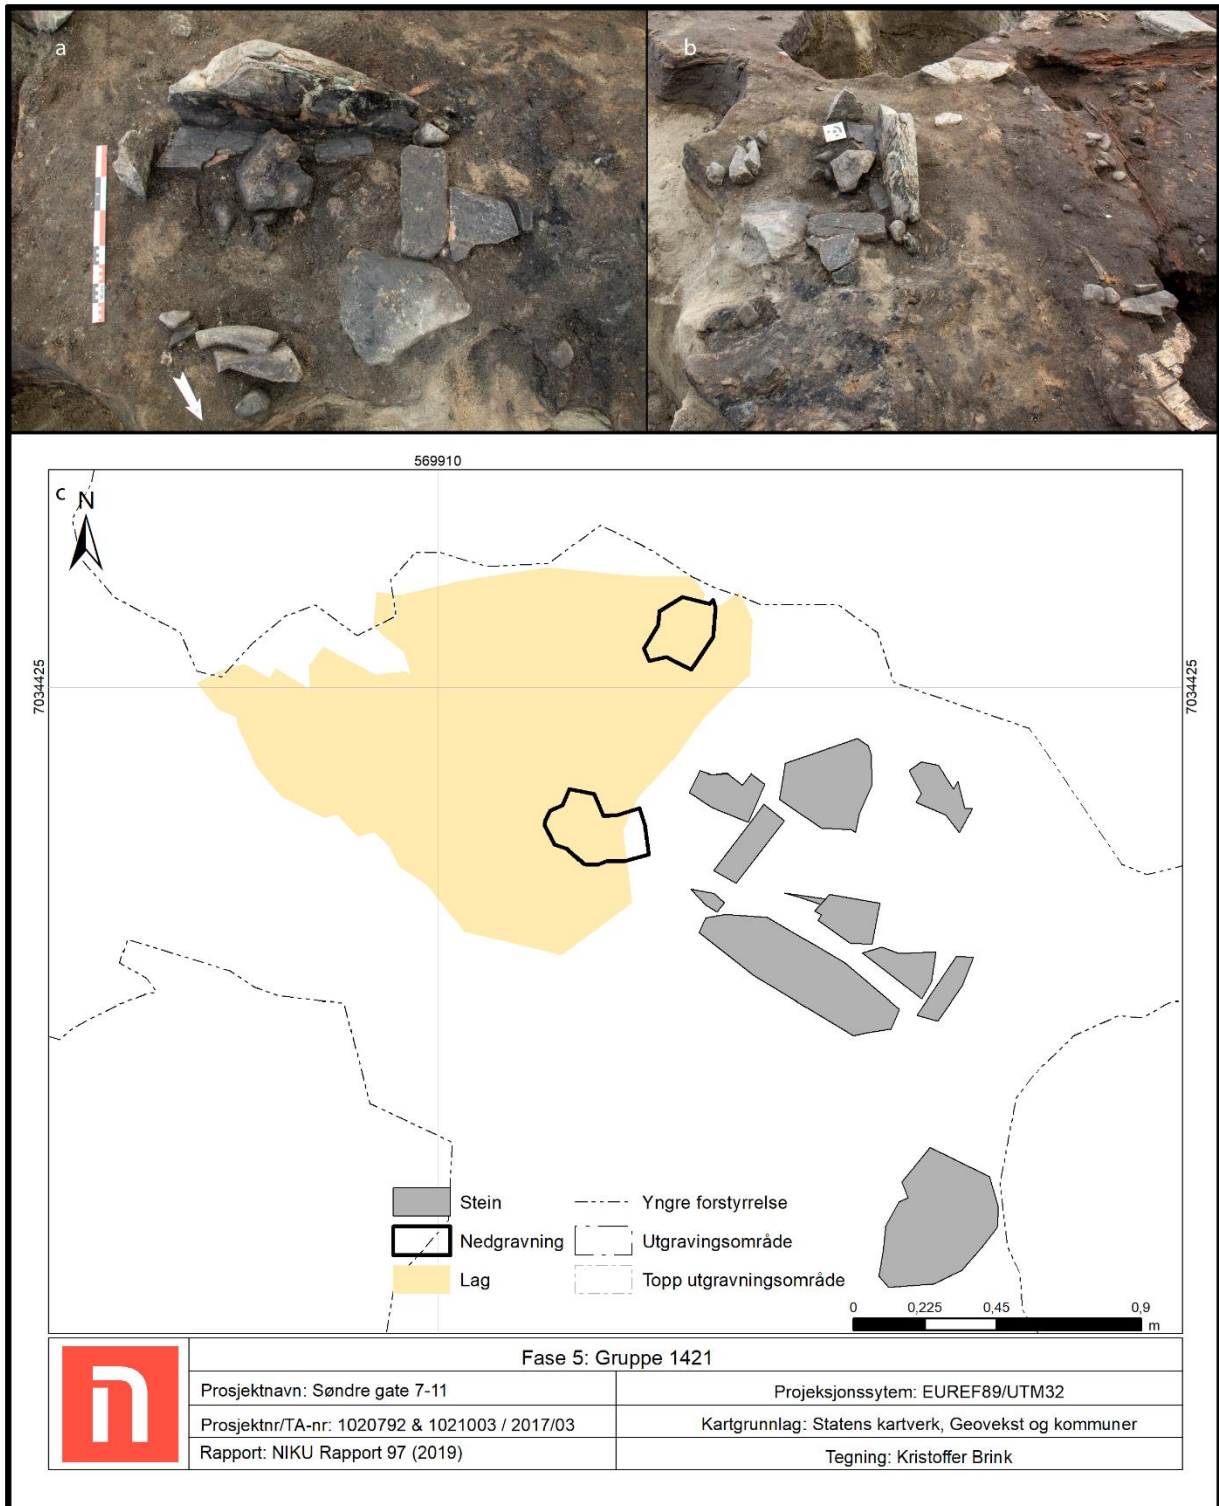 a
b
569910
c N
7034425
7034425
Stein
Yngre forstyrrelse
Nedgravning
Utgravingsområde
Lag
Topp utgravningsområde
0 0,225 0,45 0,9
m
Fase 5: Gruppe 1421
Prosjektnavn: Søndre gate 7-11
Projeksjonssytem: EUREF89/UTM32
Prosjektnr/TA-nr: 1020792 & 1021003 / 2017/03
Kartgrunnlag: Statens kartverk, Geovekst og kommuner
Rapport: NIKU Rapport 97 (2019)
Tegning: Kristoffer Brink